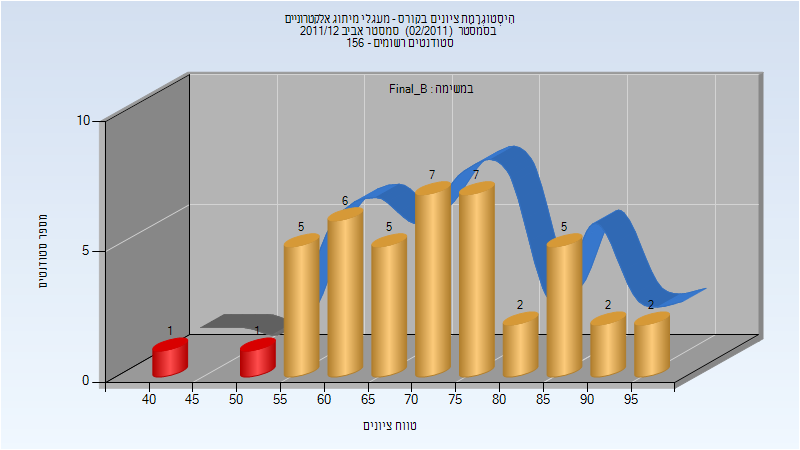 היסטוגרמת ציונים בקורס - מעגלי מיתוג אלקטרוניים
בסמסטר (02/2011) סמסטר אביב 2011/12
סטודנטים רשומים - 156
במשימה : Final_B
מספר סטודנטים
10
5
0
1
1
5
6
5
7
7
2
5
2
2
40 45 50 55 60 65 70 75 80 85 90 95
טווח ציונים